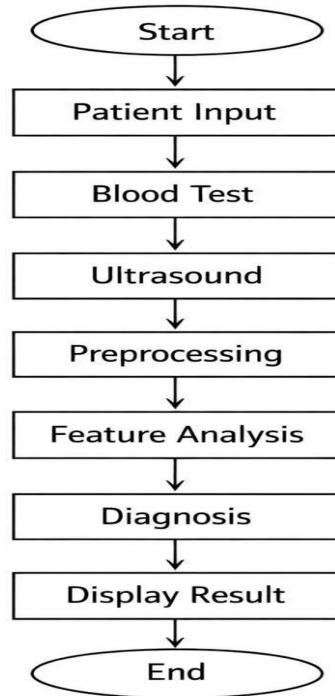 Start
Patient Input
Blood Test
Ultrasound
Preprocessing
Feature Analysis
Diagnosis
Display Result
End